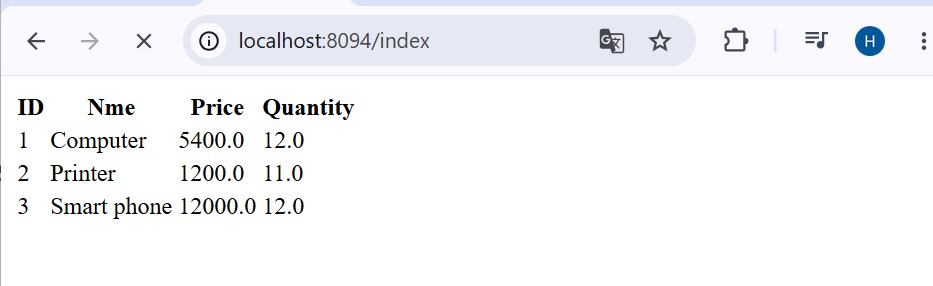 localhost:8094/index
H
ID Nme Price Quantity
1 Computer 5400.0 12.0
2 Printer 1200.0 11.0
3 Smart phone 12000.0 12.0